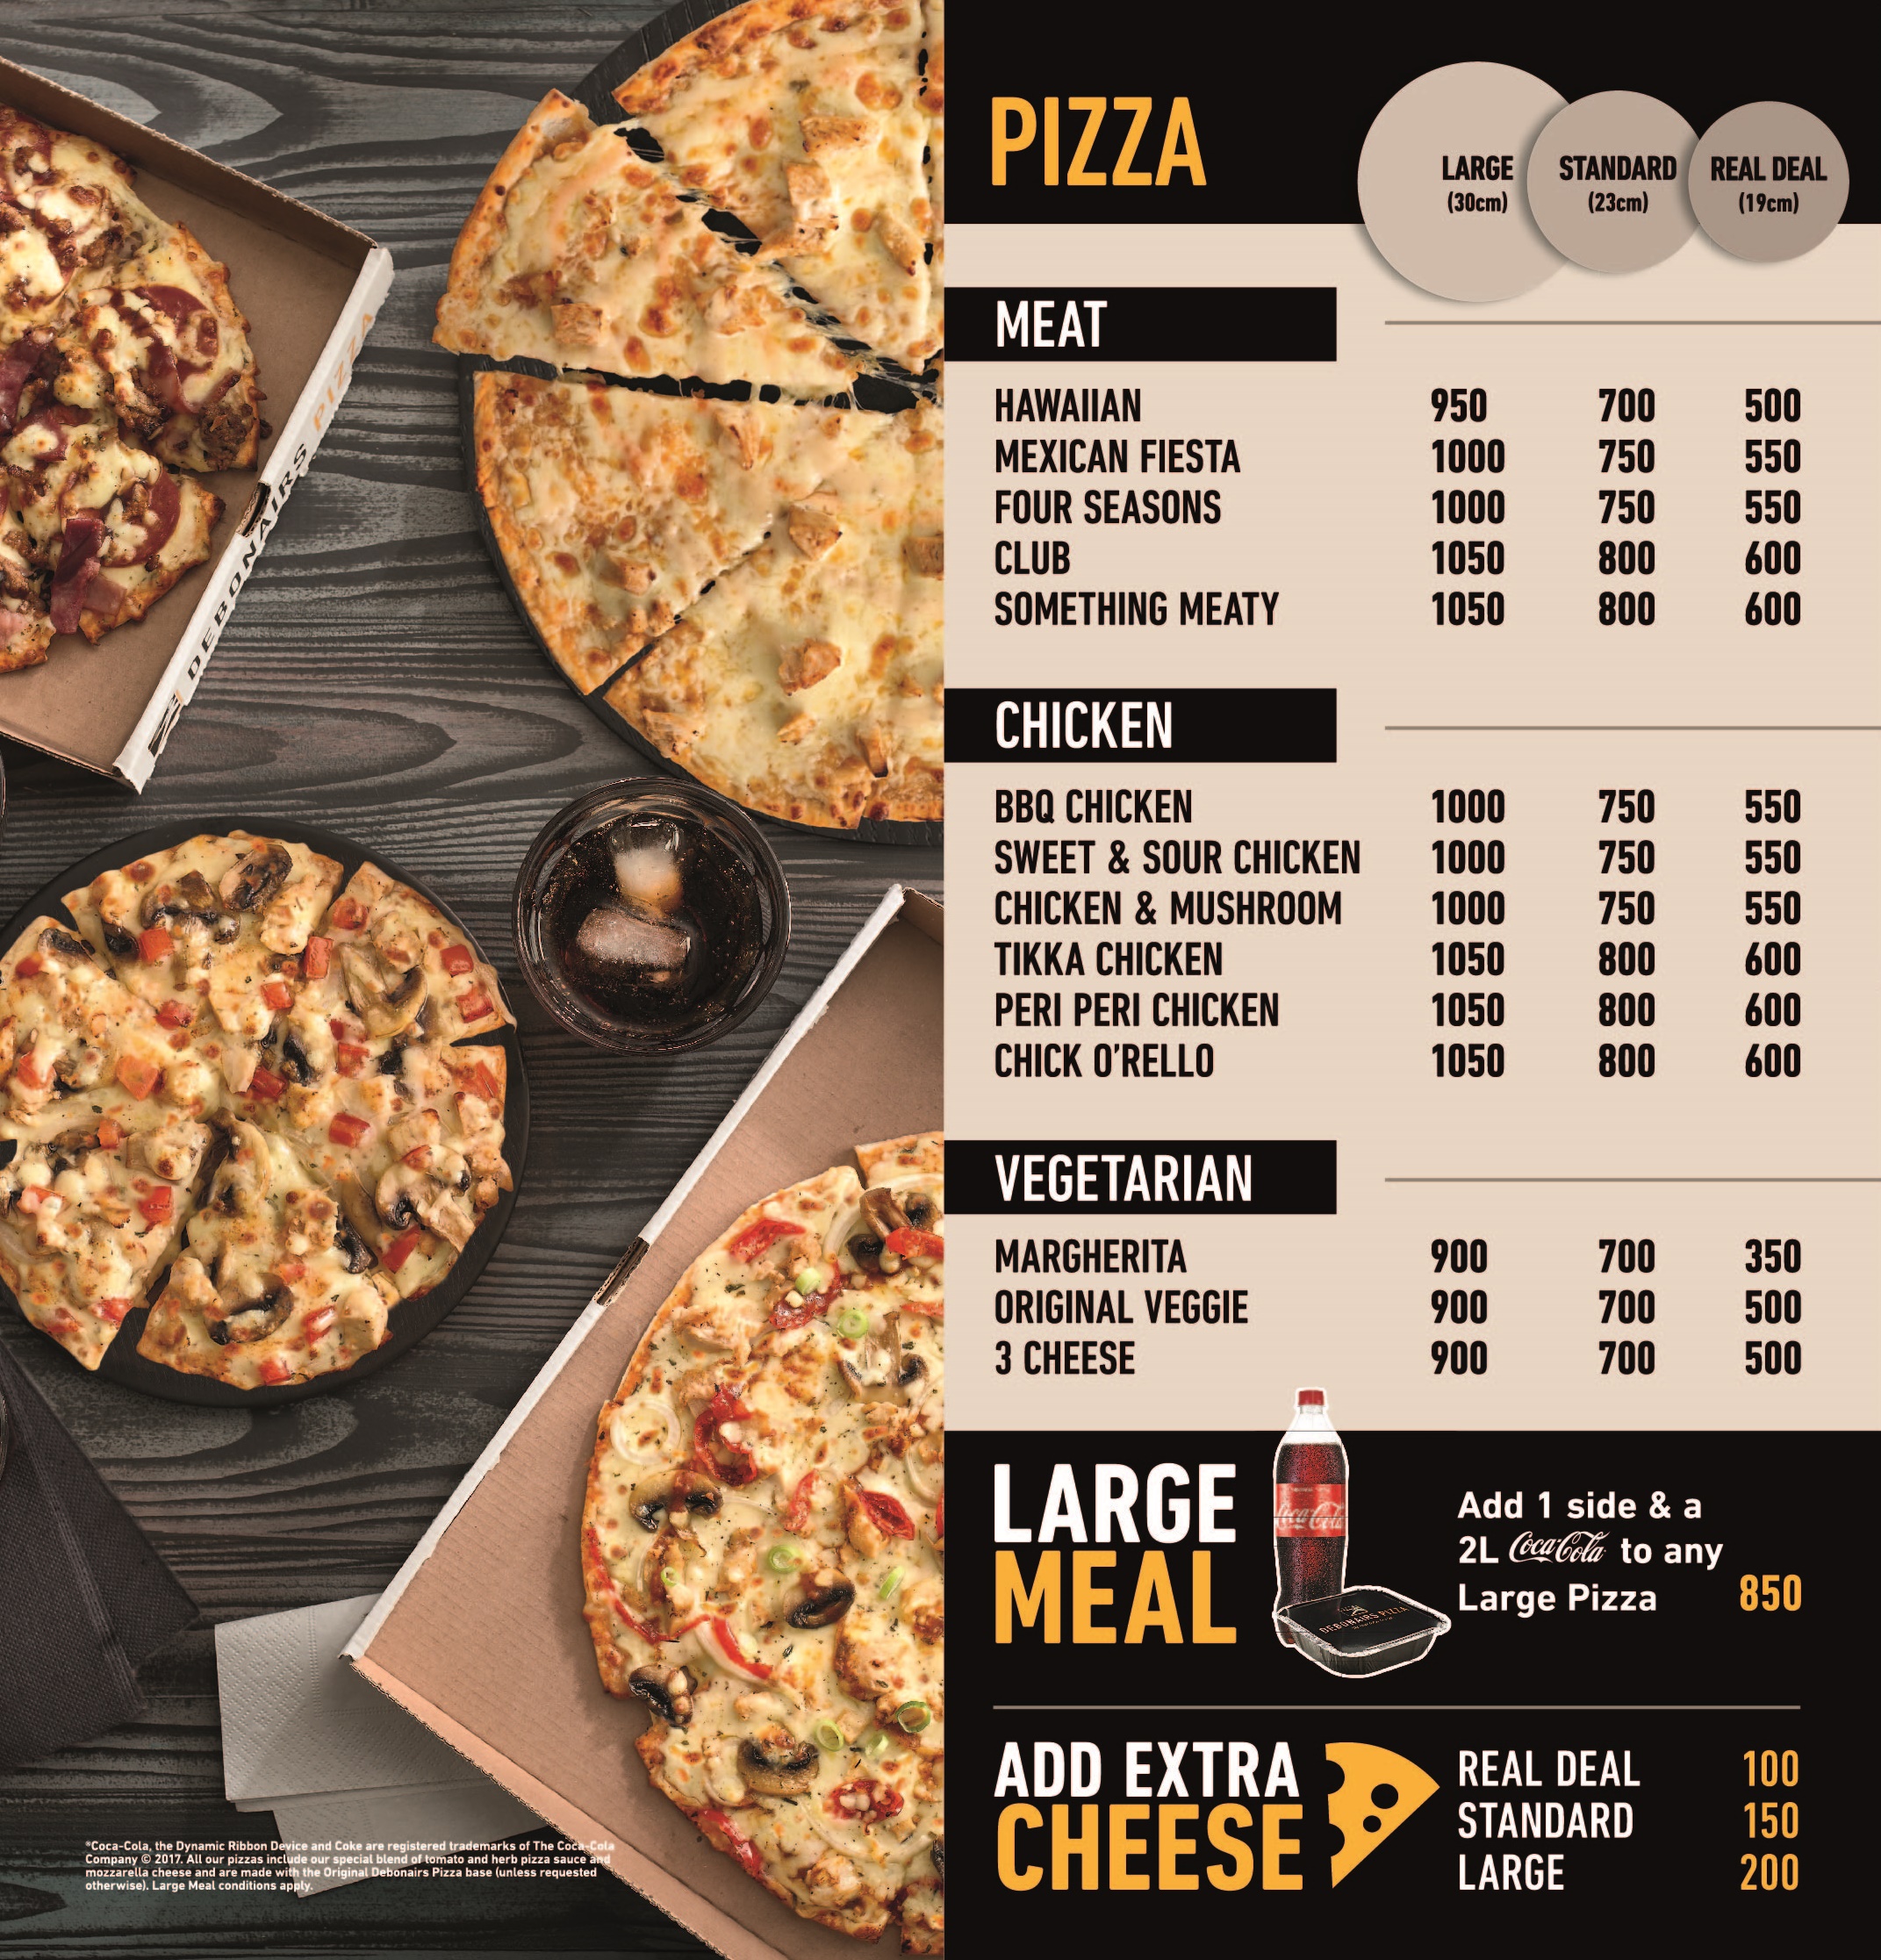 DEBONAIRS PIZZA
*Coca-Cola, the Dynamic Ribbon Device and Coke are registered trademarks of The Coca-Cola
Company © 2017. All our pizzas include our special blend of tomato and herb pizza sauce and
mozzarella cheese and are made with the Original Debonairs Pizza base (unless requested
otherwise). Large Meal conditions apply.
PIZZA
LARGE STANDARD REAL DEAL
(30cm) (23cm) (19cm)
MEAT
HAWAIIAN 950 700 500
MEXICAN FIESTA 1000 750 550
FOUR SEASONS 1000 750 550
CLUB 1050 800 600
SOMETHING MEATY 1050 800 600
CHICKEN
BBQ CHICKEN 1000 750 550
SWEET & SOUR CHICKEN 1000 750 550
CHICKEN & MUSHROOM 1000 750 550
TIKKA CHICKEN 1050 800 600
PERI PERI CHICKEN 1050 800 600
CHICK O'RELLO 1050 800 600
VEGETARIAN
MARGHERITA 900 700 350
ORIGINAL VEGGIE 900 700 500
3 CHEESE 900 700 500
LARGE
MEAL
Coca-Cola
DEBONAIRS PIZZA
Add 1 side & a
2L Coca-Cola to any
Large Pizza 850
ADD EXTRA
CHEESE
REAL DEAL 100
STANDARD 150
LARGE 200